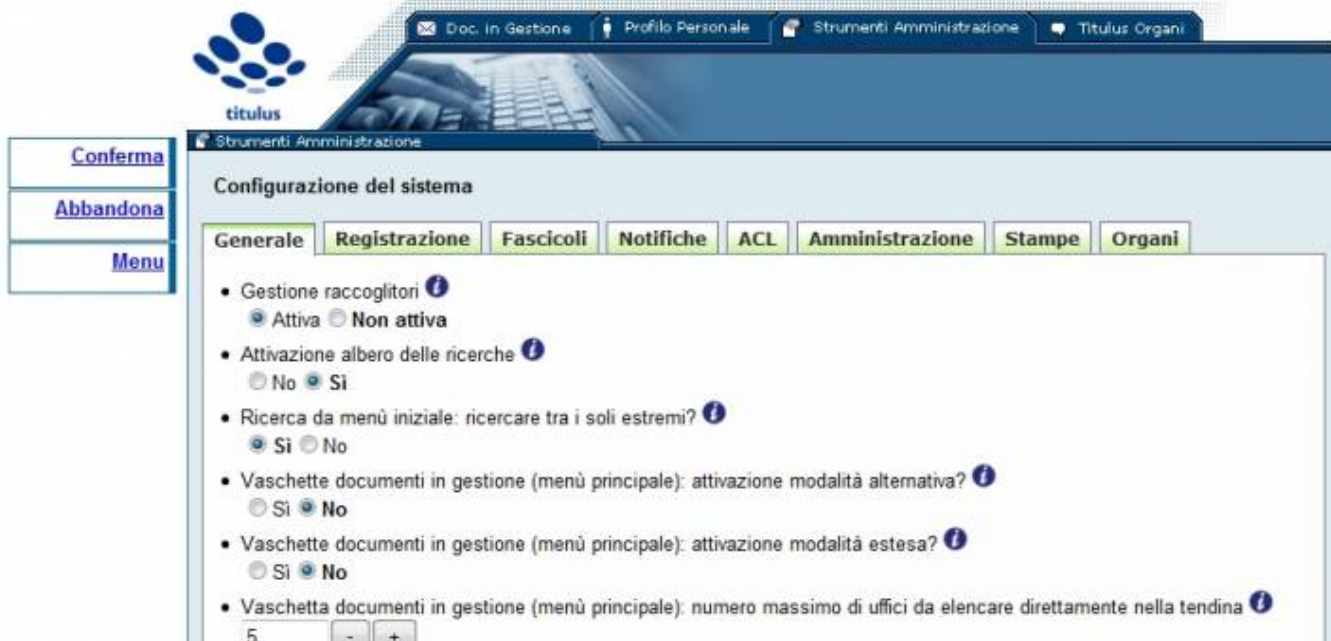 Doc. in Gestione Profilo Personale Strumenti Amministrazione Titulus Organi
titulus
Strumenti Amministrazione
Conferma
Abbandona
Menu
Configurazione del sistema
Generale Registrazione Fascicoli Notifiche ACL Amministrazione Stampe Organi
• Gestione raccoglitori i
Attiva Non attiva
• Attivazione albero delle ricerche i
No Sì
• Ricerca da menù iniziale: ricercare tra i soli estremi? i
Sì No
• Vaschette documenti in gestione (menù principale): attivazione modalità alternativa? i
Sì No
• Vaschette documenti in gestione (menù principale): attivazione modalità estesa? i
Sì No
• Vaschetta documenti in gestione (menù principale): numero massimo di uffici da elencare direttamente nella tendina i
5 - +